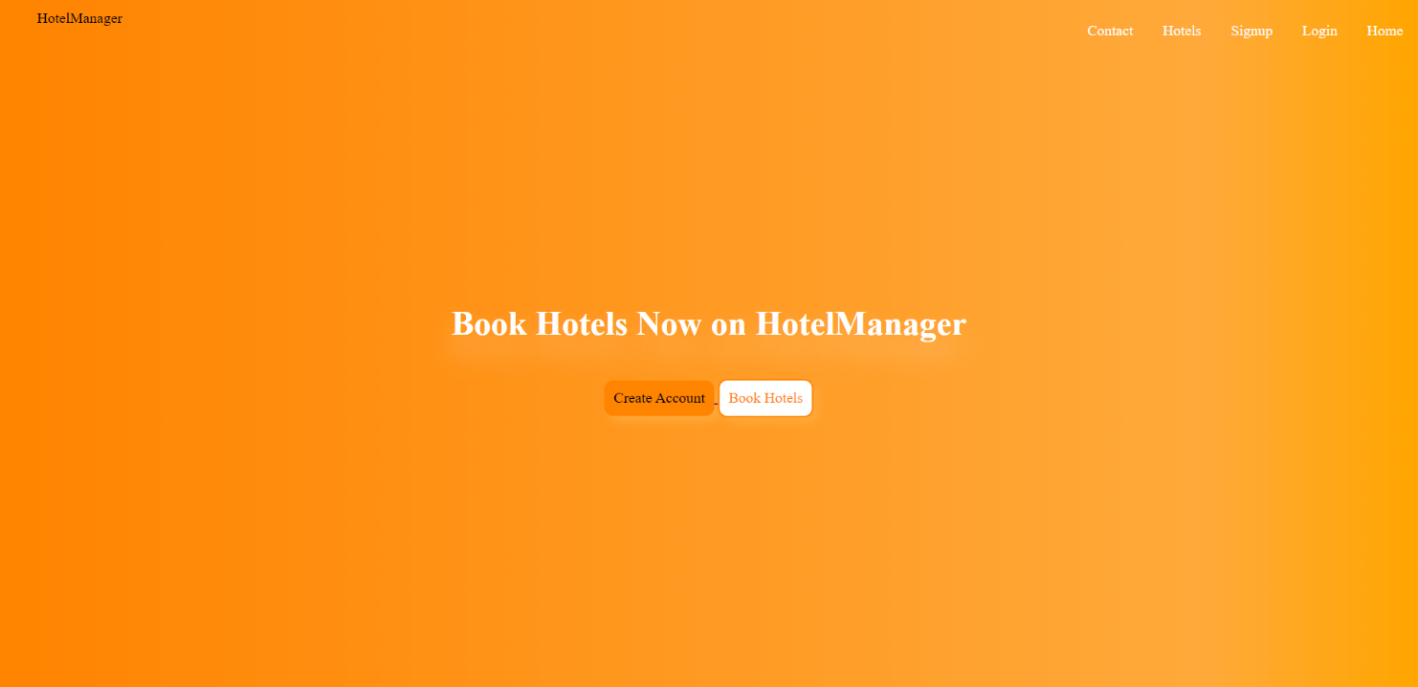 HotelManager
Contact Hotels Signup Login Home
Book Hotels Now on HotelManager
Create Account Book Hotels